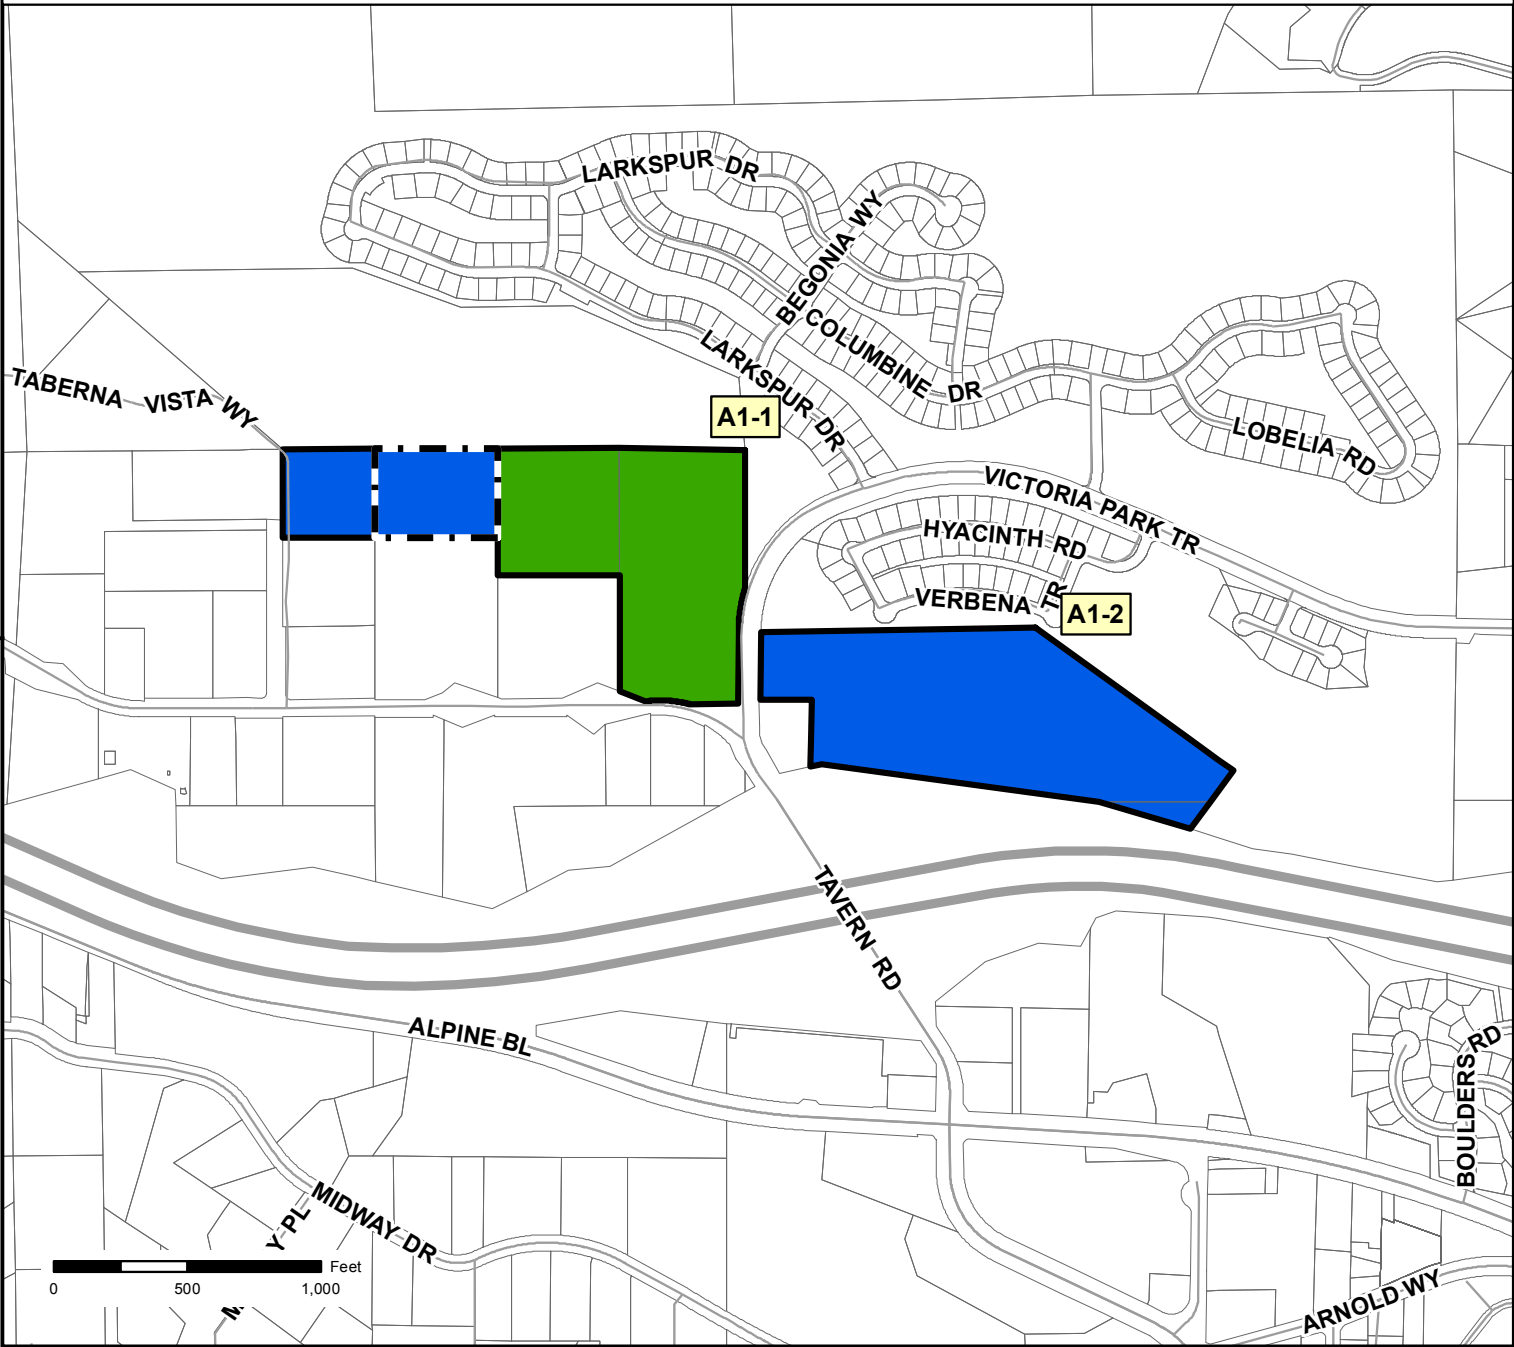 LARKSPUR DR
BEGONIA WY
COLUMBINE DR
LARKSPUR DR
TABERNA VISTA WY
A1-1
LOBELIA RD
VICTORIA PARK TR
HYACINTH RD
VERBENA TR
A1-2
TAVERN RD
ALPINE BL
BOULDERS RD
MIDWAY DR
Y PL
M
ARNOLD WY
Feet
0 500 1,000